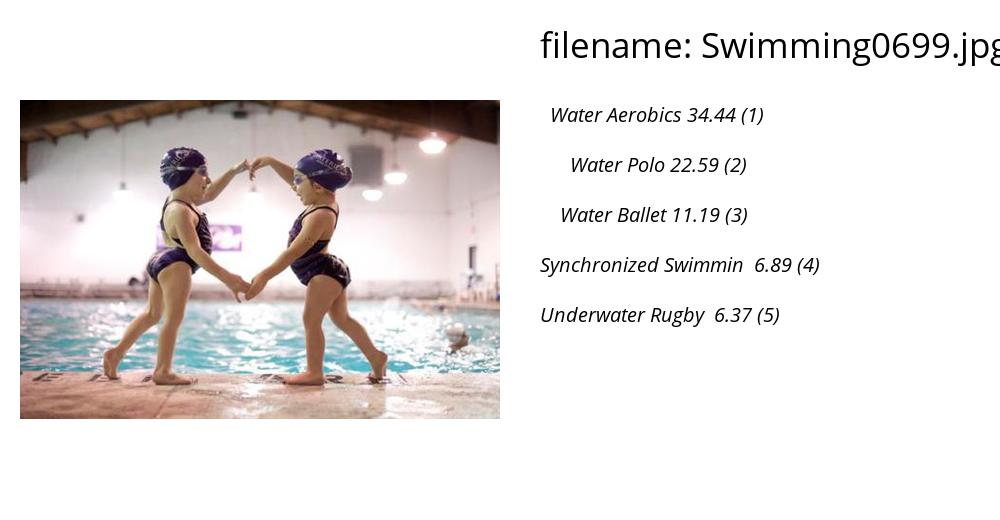 filename: Swimming0699.jpg
Water Aerobics 34.44 (1)
Water Polo 22.59 (2)
Water Ballet 11.19 (3)
Synchronized Swimmin 6.89 (4)
Underwater Rugby 6.37 (5)